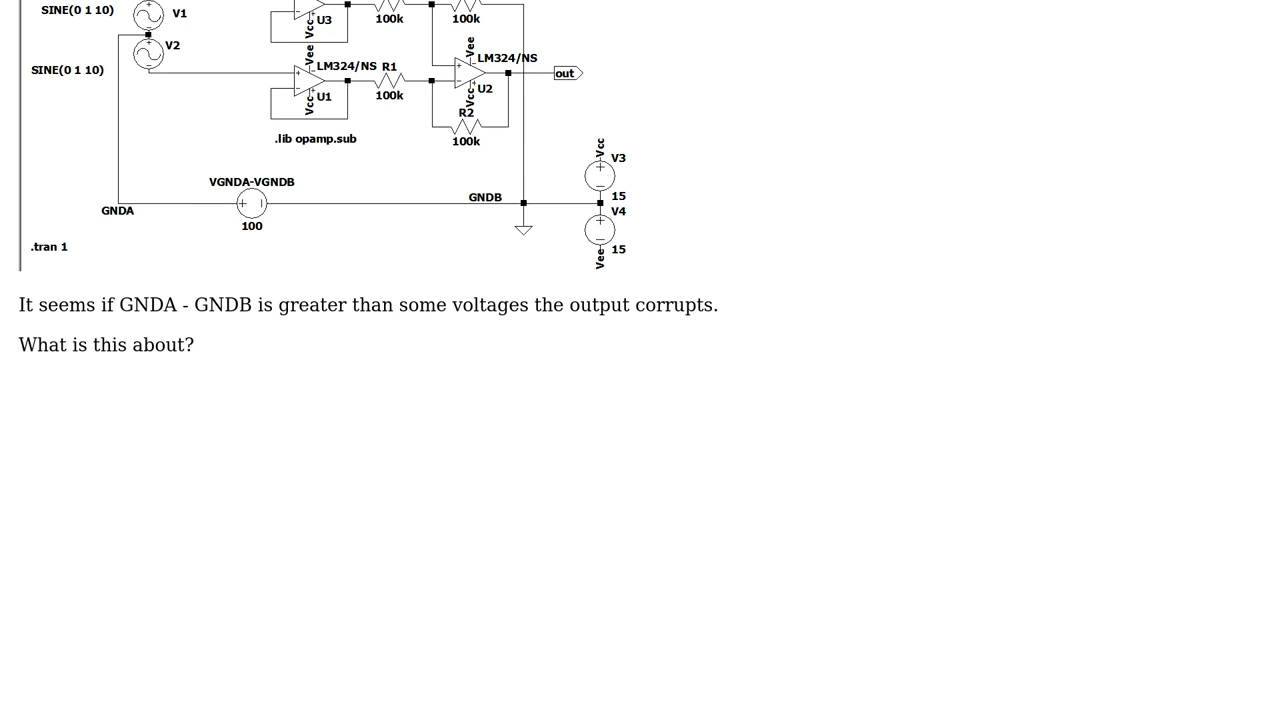 SINE(0 1 10)
V1
U3
Vcc
100k
100k
V2
Vee
Vee
LM324/NS
SINE(0 1 10)
LM324/NS
R1
out
U1
Vcc
100k
U2
Vcc
R2
100k
.lib opamp.sub
Vcc
V3
VGNDA-VGNDB
15
GNDA
GNDB
V4
100
.tran 1
Vee
15
It seems if GNDA - GNDB is greater than some voltages the output corrupts.
What is this about?